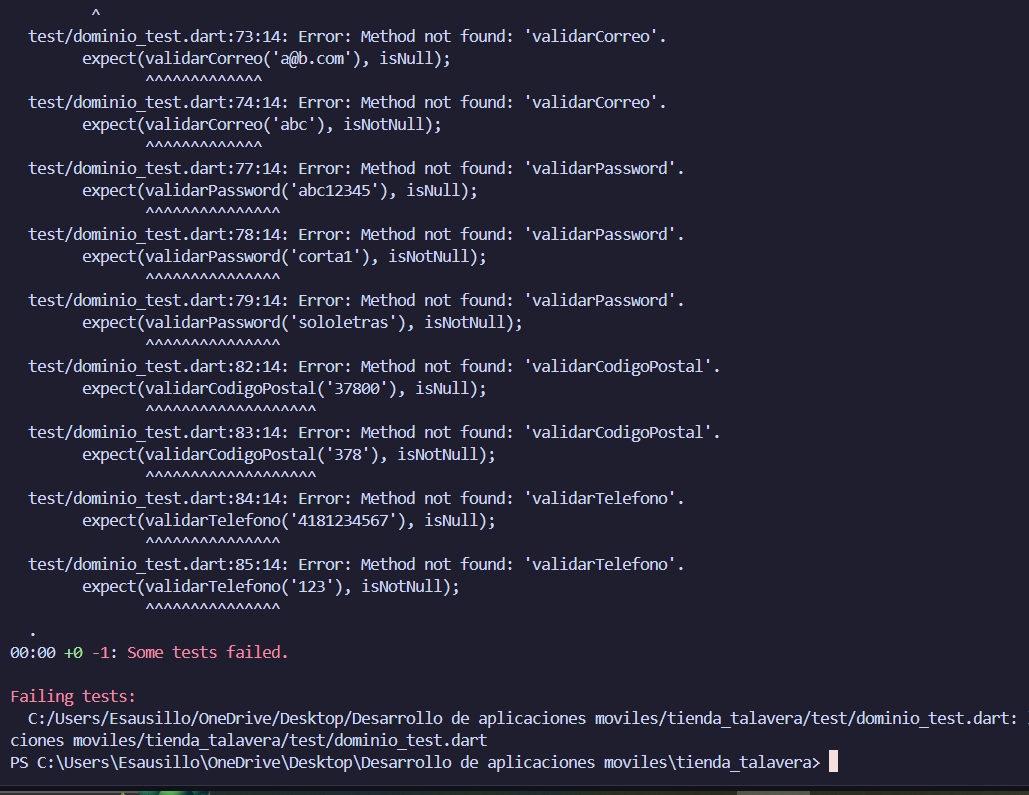 ^
test/dominio_test.dart:73:14: Error: Method not found: 'validarCorreo'.
expect(validarCorreo('a@b.com'), isNull);
^^^^^^^^^^^^^
test/dominio_test.dart:74:14: Error: Method not found: 'validarCorreo'.
expect(validarCorreo('abc'), isNotNull);
^^^^^^^^^^^^^
test/dominio_test.dart:77:14: Error: Method not found: 'validarPassword'.
expect(validarPassword('abc12345'), isNull);
^^^^^^^^^^^^^^^
test/dominio_test.dart:78:14: Error: Method not found: 'validarPassword'.
expect(validarPassword('corta1'), isNotNull);
^^^^^^^^^^^^^^^
test/dominio_test.dart:79:14: Error: Method not found: 'validarPassword'.
expect(validarPassword('sololetras'), isNotNull);
^^^^^^^^^^^^^^^
test/dominio_test.dart:82:14: Error: Method not found: 'validarCodigoPostal'.
expect(validarCodigoPostal('37800'), isNull);
^^^^^^^^^^^^^^^^^^^
test/dominio_test.dart:83:14: Error: Method not found: 'validarCodigoPostal'.
expect(validarCodigoPostal('378'), isNotNull);
^^^^^^^^^^^^^^^^^^^
test/dominio_test.dart:84:14: Error: Method not found: 'validarTelefono'.
expect(validarTelefono('4181234567'), isNull);
^^^^^^^^^^^^^^^
test/dominio_test.dart:85:14: Error: Method not found: 'validarTelefono'.
expect(validarTelefono('123'), isNotNull);
^^^^^^^^^^^^^^^
.
00:00 +0 -1: Some tests failed.
Failing tests:
C:/Users/Esausillo/OneDrive/Desktop/Desarrollo de aplicaciones moviles/tienda_talavera/test/dominio_test.dart:
ciones moviles/tienda_talavera/test/dominio_test.dart
PS C:\Users\Esausillo\OneDrive\Desktop\Desarrollo de aplicaciones moviles\tienda_talavera>